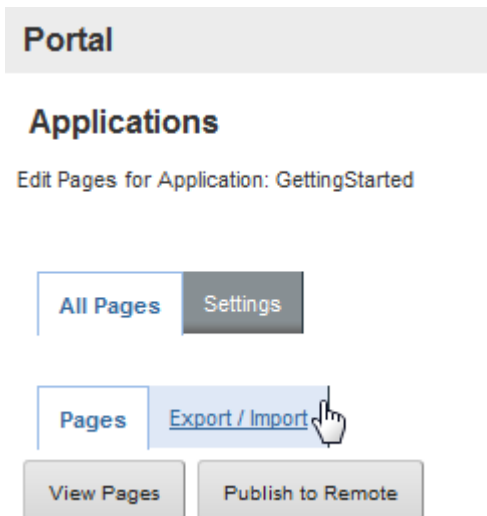 Portal
Applications
Edit Pages for Application: GettingStarted
All Pages Settings
Pages Export / Import
View Pages Publish to Remote